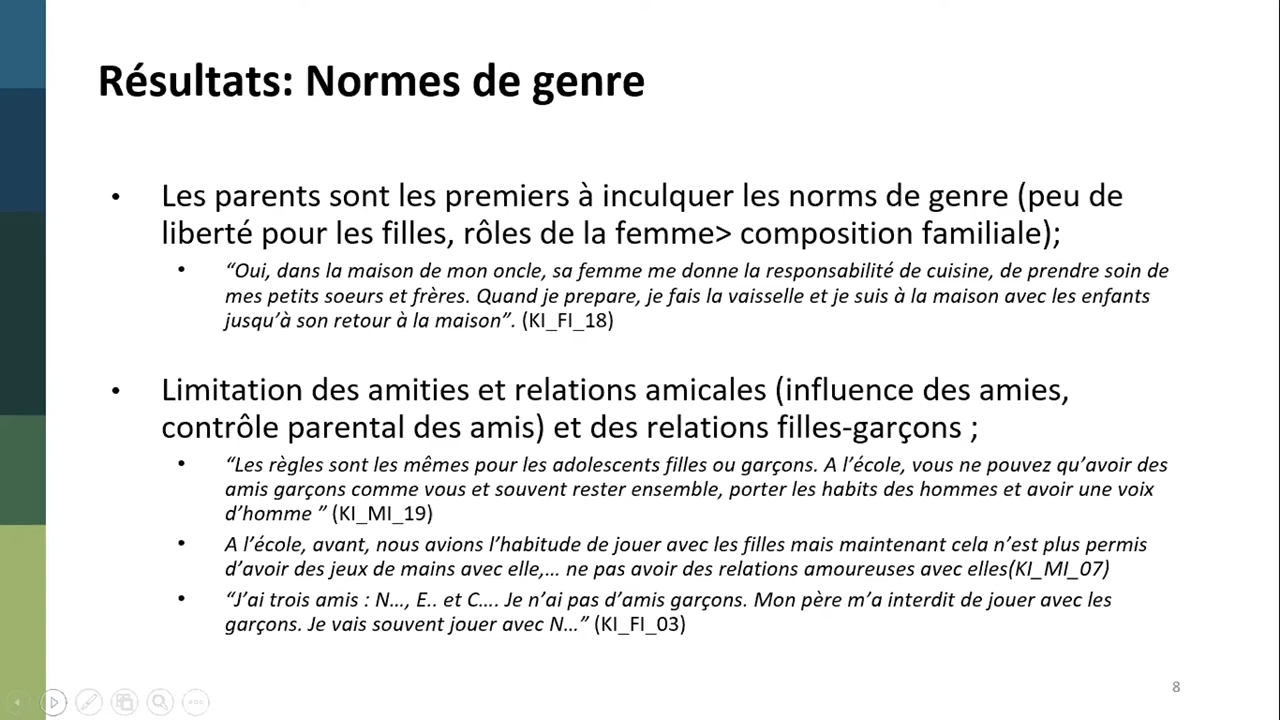 Résultats: Normes de genre
• Les parents sont les premiers à inculquer les norms de genre (peu de
liberté pour les filles, rôles de la femme> composition familiale);
• “Oui, dans la maison de mon oncle, sa femme me donne la responsabilité de cuisine, de prendre soin de
mes petits soeurs et frères. Quand je prepare, je fais la vaisselle et je suis à la maison avec les enfants
jusqu’à son retour à la maison”. (KI_FI_18)
• Limitation des amities et relations amicales (influence des amies,
contrôle parental des amis) et des relations filles-garçons ;
• “Les règles sont les mêmes pour les adolescents filles ou garçons. A l’école, vous ne pouvez qu’avoir des
amis garçons comme vous et souvent rester ensemble, porter les habits des hommes et avoir une voix
d’homme ” (KI_MI_19)
• A l’école, avant, nous avions l’habitude de jouer avec les filles mais maintenant cela n’est plus permis
d’avoir des jeux de mains avec elle,… ne pas avoir des relations amoureuses avec elles(KI_MI_07)
• “J’ai trois amis : N…, E.. et C…. Je n’ai pas d’amis garçons. Mon père m’a interdit de jouer avec les
garçons. Je vais souvent jouer avec N…” (KI_FI_03)
8